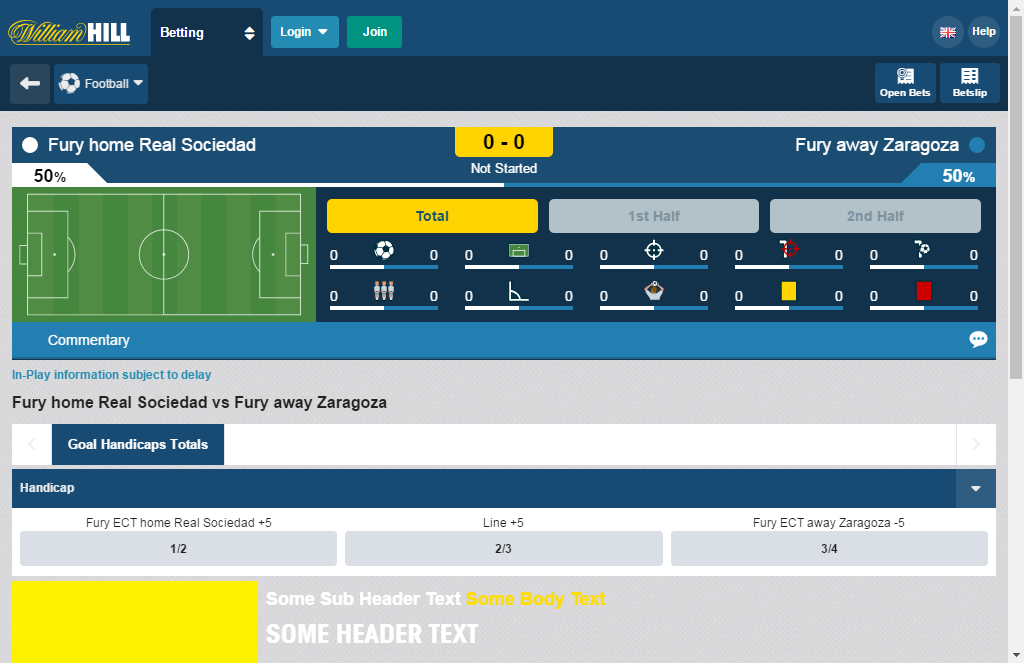 William HILL
Betting
Login
Join
Help
Football
Open Bets
Betslip
Fury home Real Sociedad
0 - 0
Fury away Zaragoza
Not Started
50%
50%
Total
1st Half
2nd Half
0 0 0 0 0 0 0 0 0 0
0 0 0 0 0 0 0 0 0 0
Commentary
In-Play information subject to delay
Fury home Real Sociedad vs Fury away Zaragoza
Goal Handicaps Totals
Handicap
Fury ECT home Real Sociedad +5
Line +5
Fury ECT away Zaragoza -5
1/2
2/3
3/4
Some Sub Header Text Some Body Text
SOME HEADER TEXT